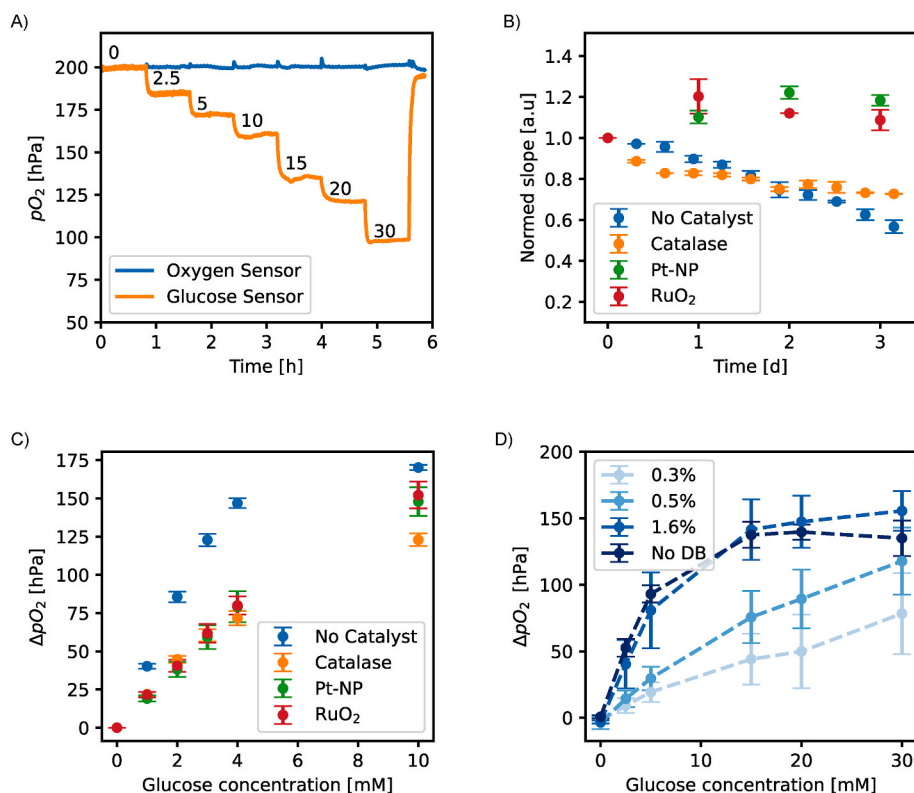 A)
0
2.5
5
10
15
20
30
200
175
150
125
100
75
50
pO2 [hPa]
Oxygen Sensor
Glucose Sensor
0 1 2 3 4 5 6
Time [h]
B)
1.4
1.2
1.0
0.8
0.6
0.4
0.2
Normed slope [a.u]
No Catalyst
Catalase
Pt-NP
RuO2
1 2 3
Time [d]
C)
175
150
125
100
75
50
25
0
ΔpO2 [hPa]
No Catalyst
Catalase
Pt-NP
RuO2
0 2 4 6 8 10
Glucose concentration [mM]
D)
200
150
100
50
0
ΔpO2 [hPa]
0.3%
0.5%
1.6%
No DB
0 10 20 30
Glucose concentration [mM]